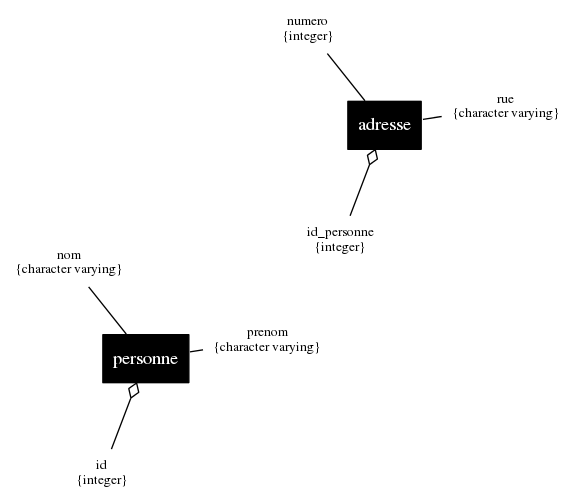 numero
{integer}
rue
{character varying}
adresse
id_personne
{integer}
nom
{character varying}
prenom
{character varying}
personne
id
{integer}